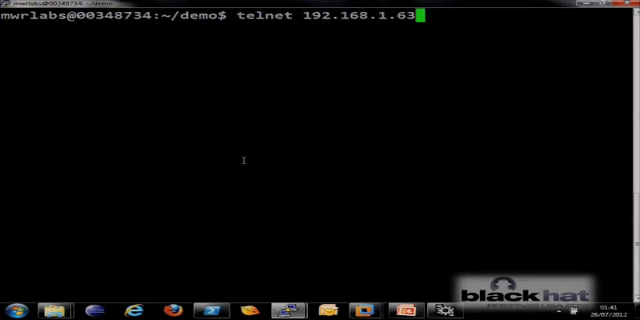 mwrlabs@00348734: ~/demo
mwrlabs@00348734:~/demo$ telnet 192.168.1.63
black hat
01:41
26/07/2012